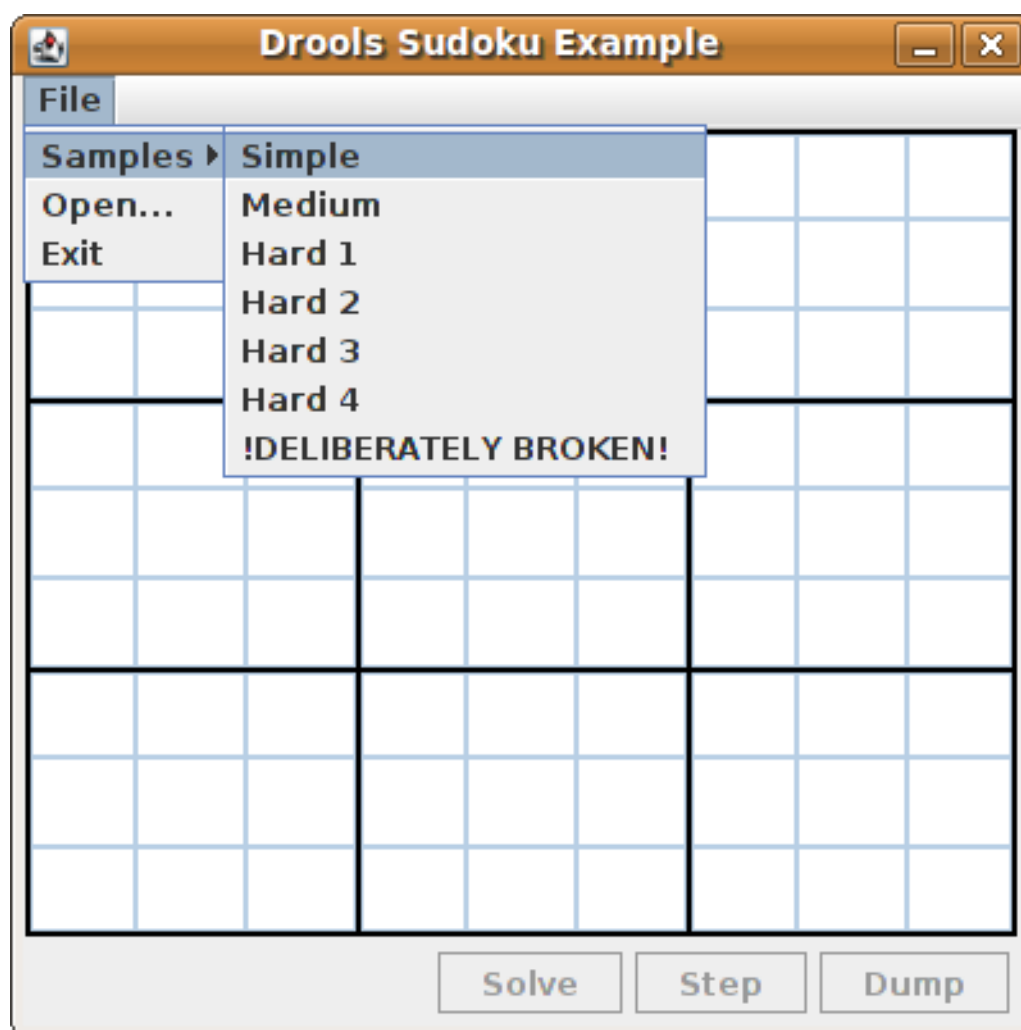 Drools Sudoku Example
File
Samples
Open...
Exit
Simple
Medium
Hard 1
Hard 2
Hard 3
Hard 4
!DELIBERATELY BROKEN!
Solve
Step
Dump